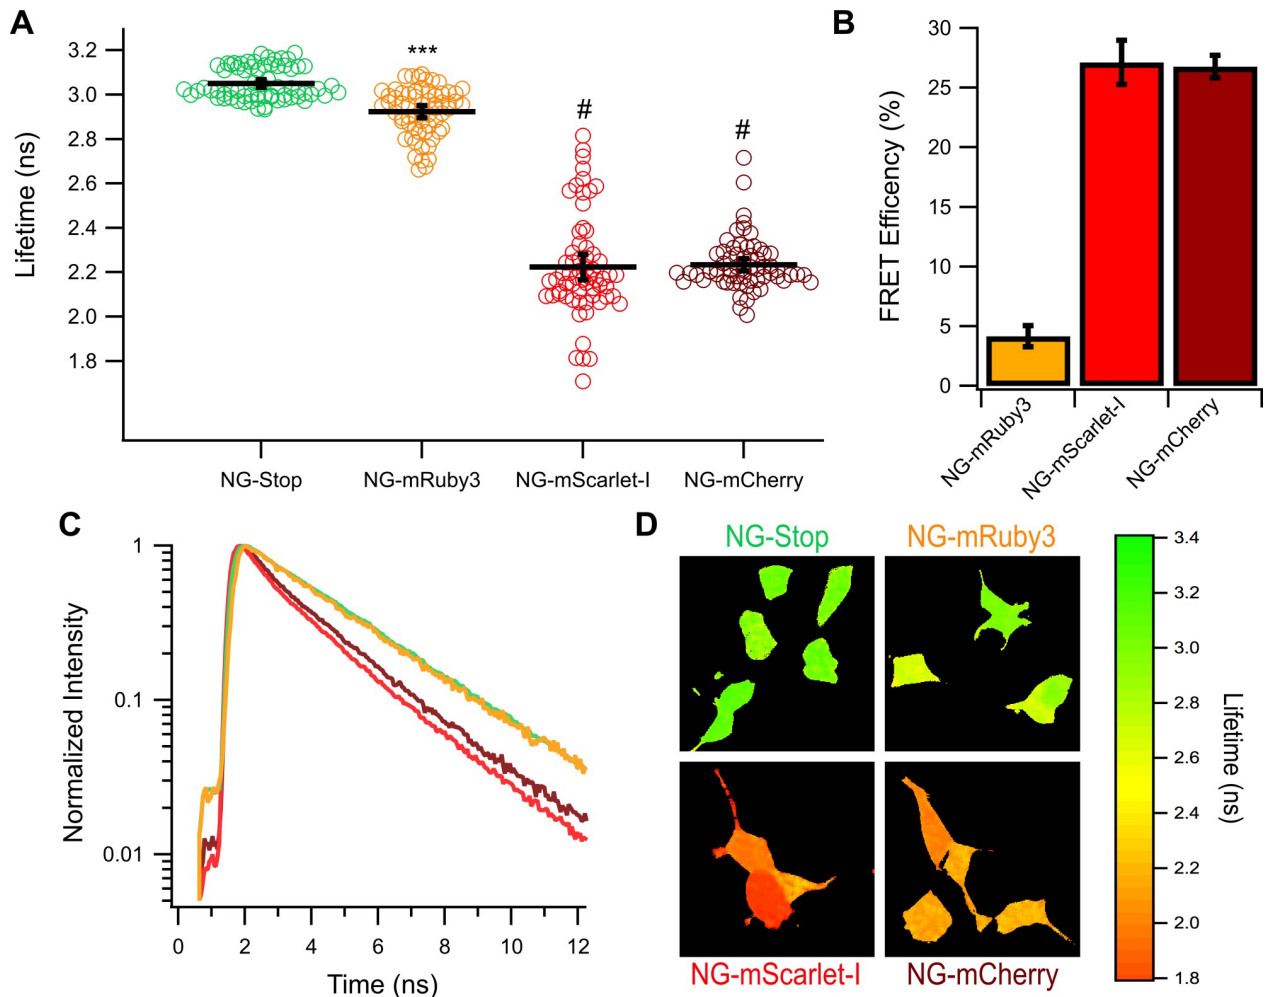 A
Lifetime (ns)
3.2
3.0
2.8
2.6
2.4
2.2
2.0
1.8
***
#
#
NG-Stop
NG-mRuby3
NG-mScarlet-I
NG-mCherry
B
FRET Efficency (%)
30
25
20
15
10
5
0
NG-mRuby3
NG-mScarlet-I
NG-mCherry
C
Normalized Intensity
1
0.1
0.01
0
2
4
6
8
10
12
Time (ns)
D
NG-Stop
NG-mRuby3
NG-mScarlet-I
NG-mCherry
3.4
3.2
3.0
2.8
2.6
2.4
2.2
2.0
1.8
Lifetime (ns)